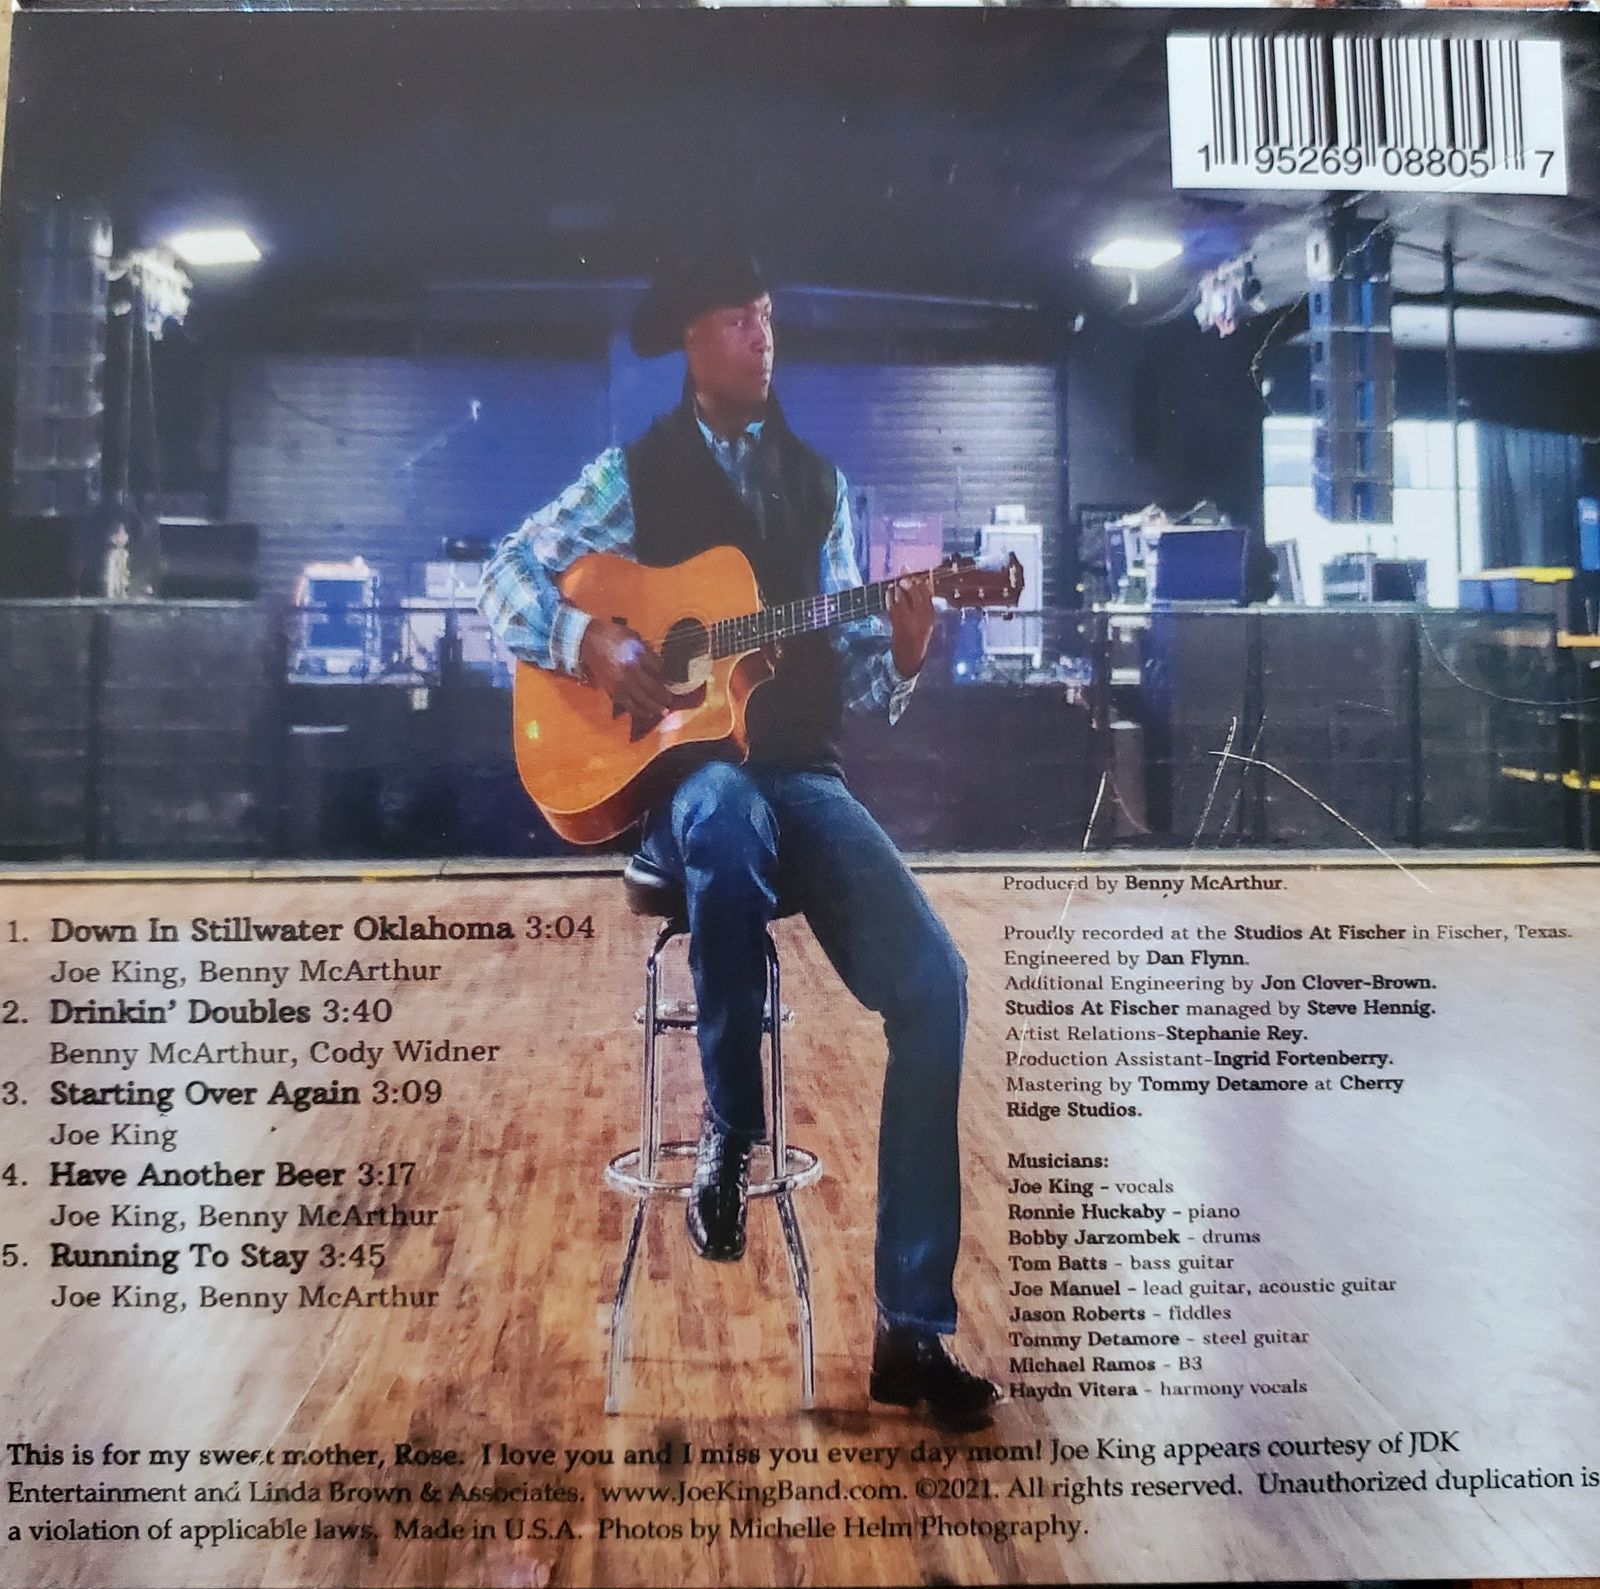 1 95269 08805 7
1. Down In Stillwater Oklahoma 3:04
Joe King, Benny McArthur
2. Drinkin' Doubles 3:40
Benny McArthur, Cody Widner
3. Starting Over Again 3:09
Joe King
4. Have Another Beer 3:17
Joe King, Benny McArthur
5. Running To Stay 3:45
Joe King, Benny McArthur
Produced by Benny McArthur.
Proudly recorded at the Studios At Fischer in Fischer, Texas.
Engineered by Dan Flynn.
Additional Engineering by Jon Clover-Brown.
Studios At Fischer managed by Steve Hennig.
Artist Relations-Stephanie Rey.
Production Assistant-Ingrid Fortenberry.
Mastering by Tommy Detamore at Cherry
Ridge Studios.
Musicians:
Joe King - vocals
Ronnie Huckaby - piano
Bobby Jarzombek - drums
Tom Batts - bass guitar
Joe Manuel - lead guitar, acoustic guitar
Jason Roberts - fiddles
Tommy Detamore - steel guitar
Michael Ramos - B3
Haydn Vitera - harmony vocals
This is for my sweet mother, Rose. I love you and I miss you every day mom! Joe King appears courtesy of JDK
Entertainment and Linda Brown & Associates. www.JoeKingBand.com. ©2021. All rights reserved. Unauthorized duplication is
a violation of applicable laws. Made in U.S.A. Photos by Michelle Helm Photography.